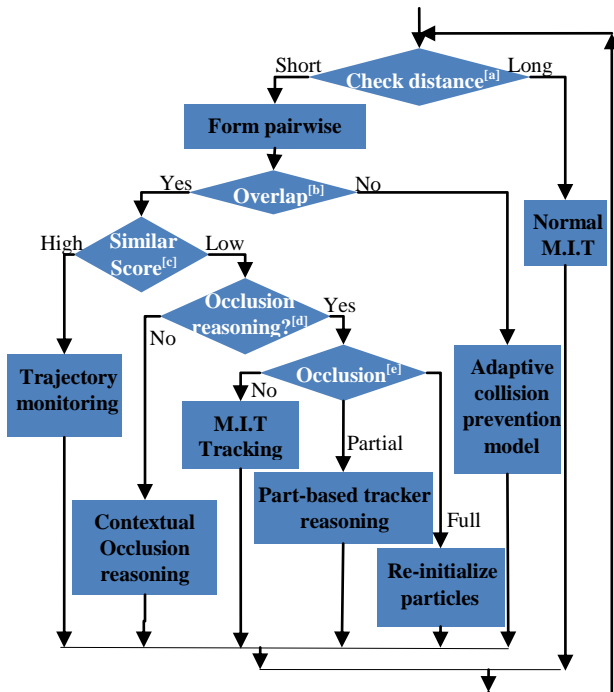 Short
Check distance[a]
Long
Form pairwise
Yes
Overlap[b]
No
Normal
M.I.T
High
Similar
Score[c]
Low
Occlusion
reasoning?[d]
Yes
No
Trajectory
monitoring
Occlusion[e]
Adaptive
collision
prevention
model
No
M.I.T
Tracking
Partial
Part-based tracker
reasoning
Full
Contextual
Occlusion
reasoning
Re-initialize
particles